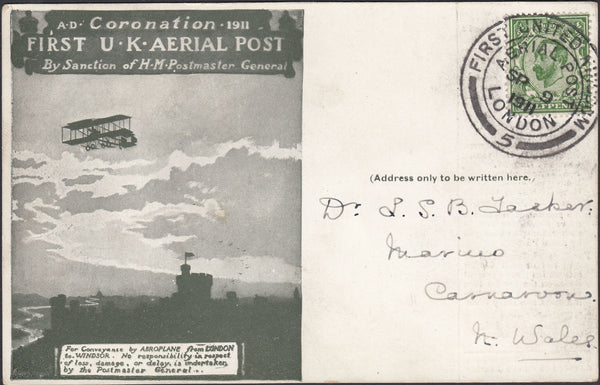 A·D· Coronation · 1911
FIRST U·K·AERIAL POST
By Sanction of H·M·Postmaster General
For Conveyance by AEROPLANE from LONDON
to WINDSOR. No responsibility in respect
of loss, damage, or delay, is undertaken
by the Postmaster General.
FIRST UNITED KINGDOM
AERIAL POST
SP 9
1911
LONDON
5
(Address only to be written here.)
Dr
Marino
Carnarvon.
N. Wales